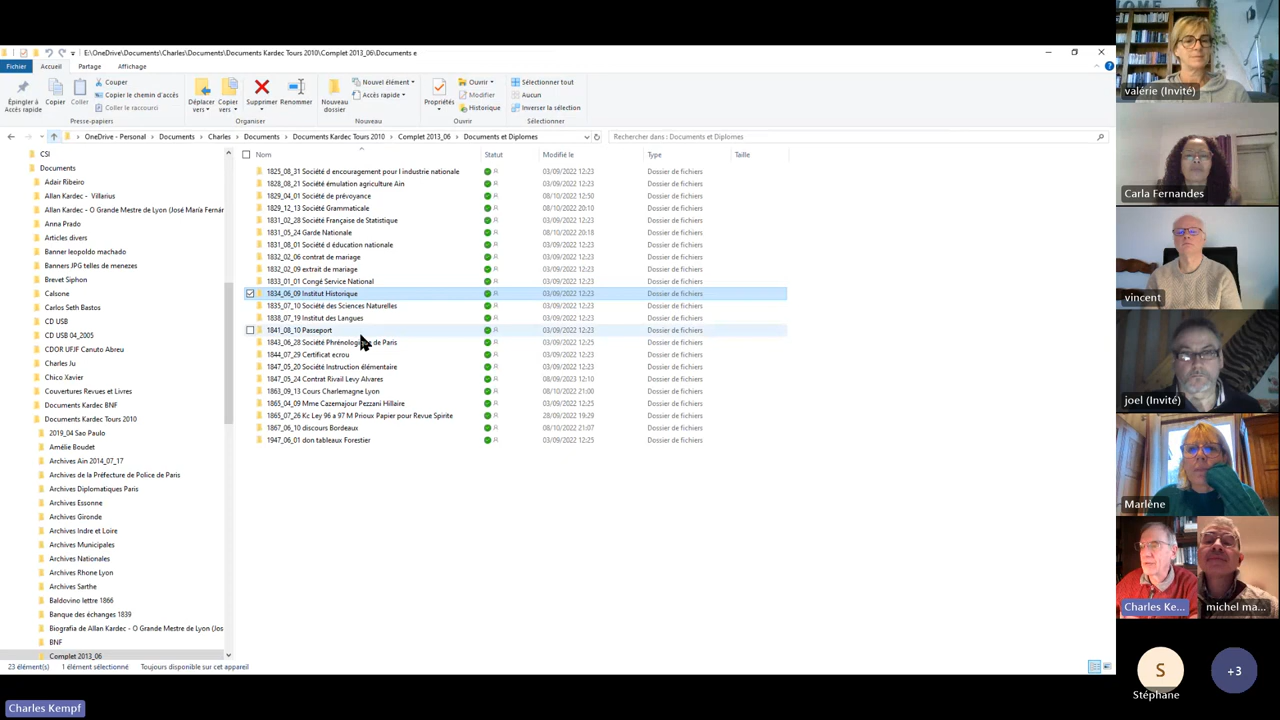 E:\OneDrive\Documents\Charles\Documents\Documents Kardec Tours 2010\Complet 2013_06\Documents e
Fichier
Accueil
Partage
Affichage
Épingler à
Accès rapide
Copier
Coller
Couper
Copier le chemin d'accès
Coller le raccourci
Presse-papiers
Déplacer
vers
Copier
vers
Supprimer
Renommer
Organiser
Nouveau
dossier
Nouvel élément
Accès rapide
Nouveau
Propriétés
Ouvrir
Modifier
Historique
Ouvrir
Sélectionner tout
Aucun
Inverser la sélection
Sélectionner
OneDrive - Personal > Documents > Charles > Documents > Documents Kardec Tours 2010 > Complet 2013_06 > Documents et Diplomes
Rechercher dans : Documents et Diplomes
CSI
Documents
Adair Ribeiro
Allan Kardec - Villarius
Allan Kardec - O Grande Mestre de Lyon (José María Fernár
Anna Prado
Articles divers
Banner leopoldo machado
Banners JPG telles de menezes
Brevet Siphon
Calsone
Carlos Seth Bastos
CD USB
CD USB 04_2005
CDOR UFJF Canuto Abreu
Charles Ju
Chico Xavier
Couvertures Revues et Livres
Documents Kardec BNF
Documents Kardec Tours 2010
2019_04 Sao Paulo
Amélie Boudet
Archives Ain 2014_07_17
Archives de la Préfecture de Police de Paris
Archives Diplomatiques Paris
Archives Essonne
Archives Gironde
Archives Indre et Loire
Archives Municipales
Archives Nationales
Archives Rhone Lyon
Archives Sarthe
Baldovino lettre 1866
Banque des échanges 1839
Biografia de Allan Kardec - O Grande Mestre de Lyon (Jos
BNF
Complet 2013_06
Nom Statut Modifié le Type Taille
1825_08_31 Société d encouragement pour l industrie nationale 03/09/2022 12:23 Dossier de fichiers
1828_08_21 Société émulation agriculture Ain 03/09/2022 12:23 Dossier de fichiers
1829_04_01 Société de prévoyance 08/10/2022 12:50 Dossier de fichiers
1829_12_13 Société Grammaticale 08/10/2022 20:10 Dossier de fichiers
1831_02_28 Société Française de Statistique 03/09/2022 12:23 Dossier de fichiers
1831_05_24 Garde Nationale 08/10/2022 20:18 Dossier de fichiers
1831_08_01 Société d éducation nationale 03/09/2022 12:23 Dossier de fichiers
1832_02_06 contrat de mariage 03/09/2022 12:23 Dossier de fichiers
1832_02_09 extrait de mariage 03/09/2022 12:23 Dossier de fichiers
1833_01_01 Congé Service National 03/09/2022 12:23 Dossier de fichiers
1834_06_09 Institut Historique 03/09/2022 12:23 Dossier de fichiers
1835_07_10 Société des Sciences Naturelles 03/09/2022 12:23 Dossier de fichiers
1838_07_19 Institut des Langues 03/09/2022 12:23 Dossier de fichiers
1841_08_10 Passeport 03/09/2022 12:23 Dossier de fichiers
1843_06_28 Société Phrénolog de Paris 03/09/2022 12:25 Dossier de fichiers
1844_07_29 Certificat ecrou 03/09/2022 12:23 Dossier de fichiers
1847_05_20 Société Instruction élémentaire 03/09/2022 12:23 Dossier de fichiers
1847_05_24 Contrat Rivail Levy Alvares 08/09/2023 12:10 Dossier de fichiers
1863_09_13 Cours Charlemagne Lyon 08/10/2022 21:00 Dossier de fichiers
1865_04_09 Mme Cazemajour Pezzani Hillaire 03/09/2022 12:25 Dossier de fichiers
1865_07_26 Kc Ley 96 a 97 M Prioux Papier pour Revue Spirite 28/09/2022 19:29 Dossier de fichiers
1867_06_10 discours Bordeaux 08/10/2022 21:07 Dossier de fichiers
1947_06_01 don tableaux Forestier 03/09/2022 12:25 Dossier de fichiers
23 élément(s) 1 élément sélectionné Toujours disponible sur cet appareil
Charles Kempf
valérie (Invité)
Carla Fernandes
vincent
joel (Invité)
Marlène
Charles Ke...
michel ma...
S
Stéphane
+3